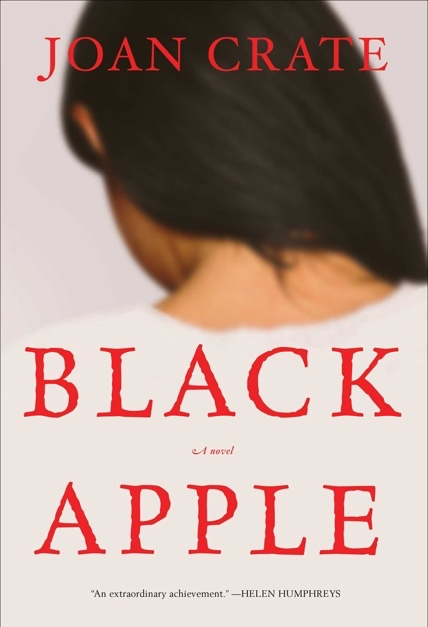 JOAN CRATE
BLACK
A novel
APPLE
"An extraordinary achievement." —HELEN HUMPHREYS